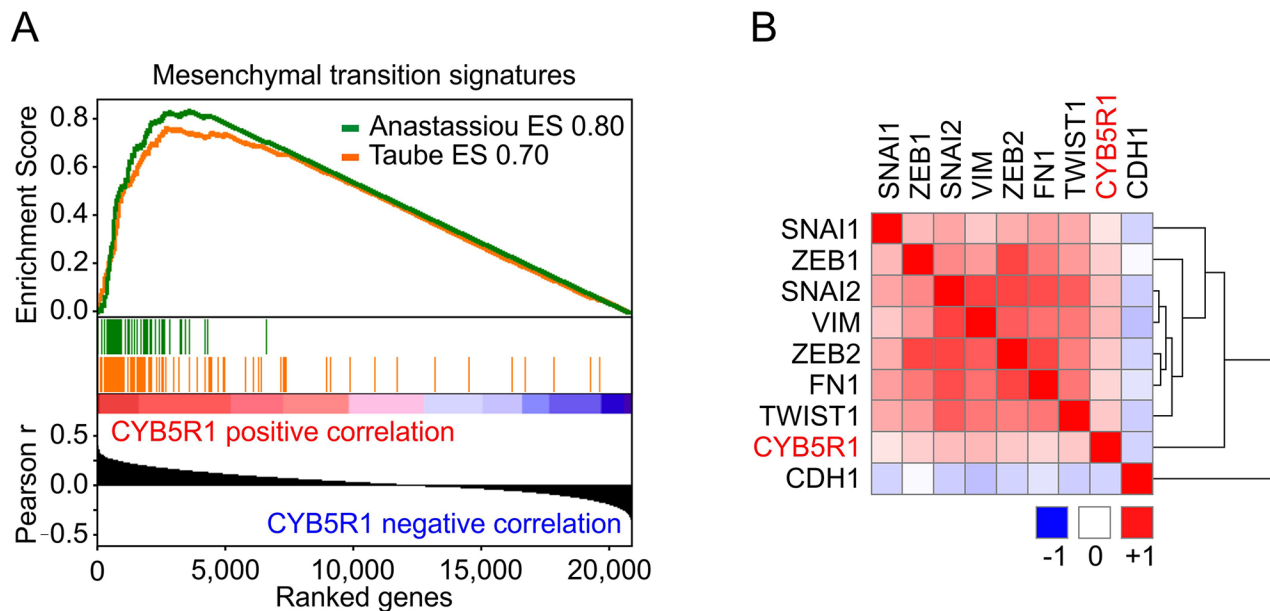 A
Mesenchymal transition signatures
Enrichment Score
0.8
0.6
0.4
0.2
0.0
Anastassiou ES 0.80
Taube ES 0.70
CYB5R1 positive correlation
Pearson r
0.5
0.0
−0.5
CYB5R1 negative correlation
0 5,000 10,000 15,000 20,000
Ranked genes
B
SNAI1 ZEB1 SNAI2 VIM ZEB2 FN1 TWIST1 CYB5R1 CDH1
SNAI1
ZEB1
SNAI2
VIM
ZEB2
FN1
TWIST1
CYB5R1
CDH1
-1 0 +1